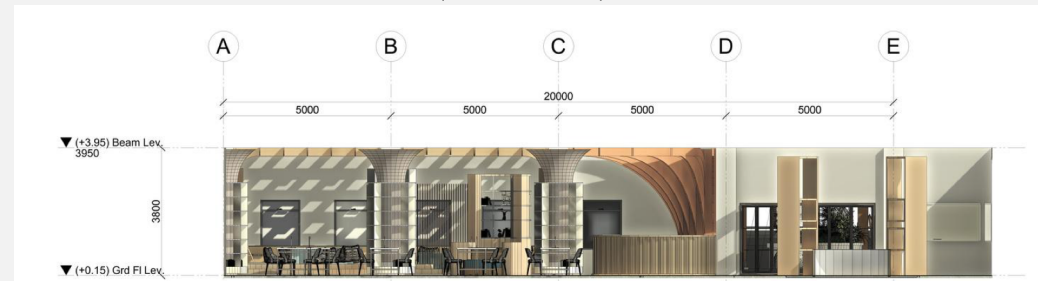 A B C D E
20000
5000 5000 5000 5000
(+3.95) Beam Lev.
3950
3800
(+0.15) Grd Fl Lev.